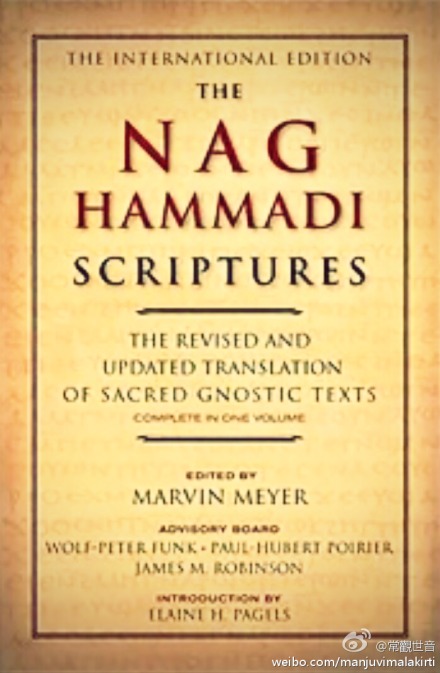 THE INTERNATIONAL EDITION
THE
NAG
HAMMADI
SCRIPTURES
THE REVISED AND
UPDATED TRANSLATION
OF SACRED GNOSTIC TEXTS
COMPLETE IN ONE VOLUME
EDITED BY
MARVIN MEYER
ADVISORY BOARD
WOLF-PETER FUNK • PAUL-HUBERT POIRIER
JAMES M. ROBINSON
INTRODUCTION BY
ELAINE H. PAGELS
@常觀世音
weibo.com/manjuvimalakirti